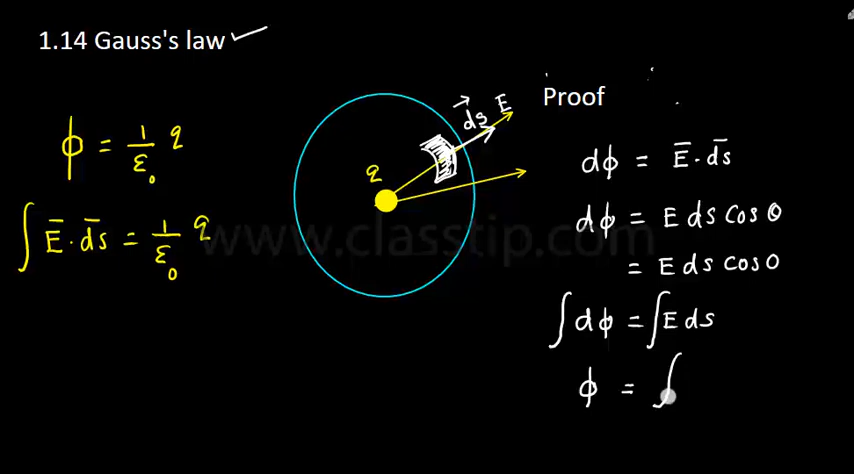 1.14 Gauss's law
ϕ = 1/ε₀ q
∫ E̅ · d̅s̅ = 1/ε₀ q
q
d⃗s⃗
E
Proof
dϕ = E̅ · d̅s̅
dϕ = E ds Cos θ
= E ds Cos 0
∫ dϕ = ∫ E ds
ϕ = ∫
www.classtip.com